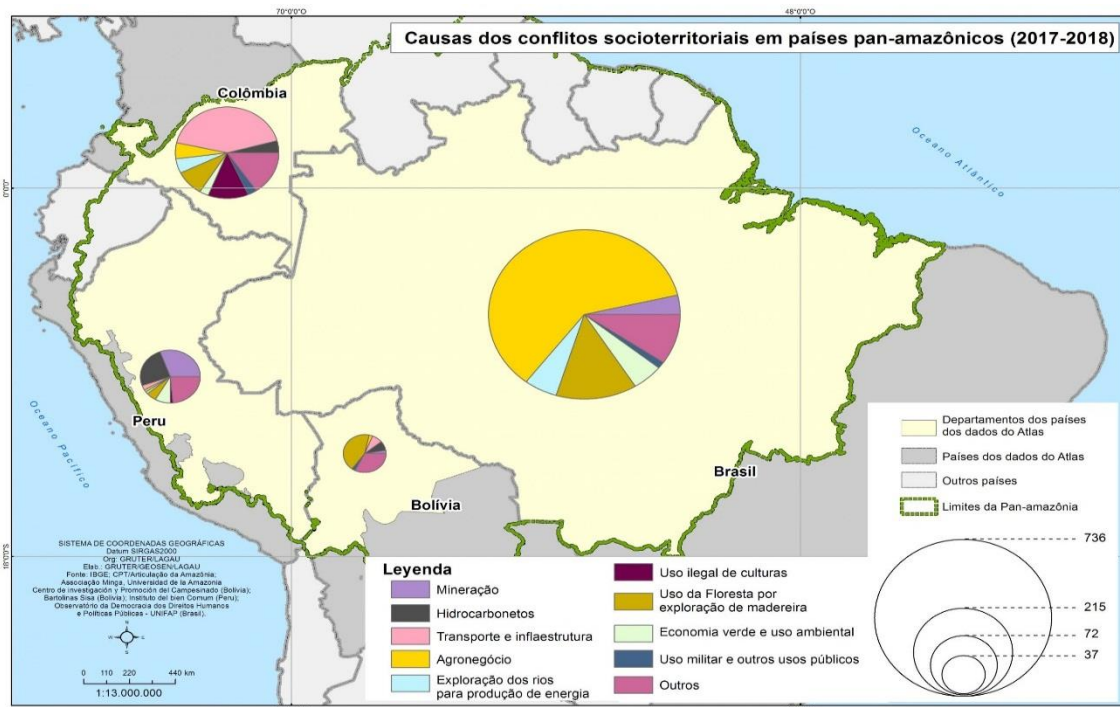 70°0'0"O
48°0'0"O
Causas dos conflitos socioterritoriais em países pan-amazônicos (2017-2018)
Colômbia
Oceano Atlântico
0°0'0"
Peru
Oceano Pacífico
Bolívia
Brasil
18°0'0"S
Departamentos dos países
dos dados do Atlas
Países dos dados do Atlas
Outros países
Limites da Pan-amazônia
736
215
72
37
SISTEMA DE COORDENADAS GEOGRÁFICAS
Datum SIRGAS2000
Org: GRUTER/LAGAU
Elab.: GRUTER/GEOSEN/LAGAU
Fonte: IBGE; CPT/Articulação da Amazônia;
Associação Minga, Universidade de la Amazonia
Centro de investigación y Promoción del Campesinado (Bolívia);
Bartolinas Sisa (Bolívia); Instituto del bien Comum (Peru);
Observatório da Democracia dos Direitos Humanos
e Políticas Públicas - UNIFAP (Brasil).
N
0 110 220 440 km
1:13.000.000
Leyenda
Mineração
Hidrocarbonetos
Transporte e inflaestrutura
Agronegócio
Exploração dos rios
para produção de energia
Uso ilegal de culturas
Uso da Floresta por
exploração de madereira
Economia verde e uso ambiental
Uso militar e outros usos públicos
Outros